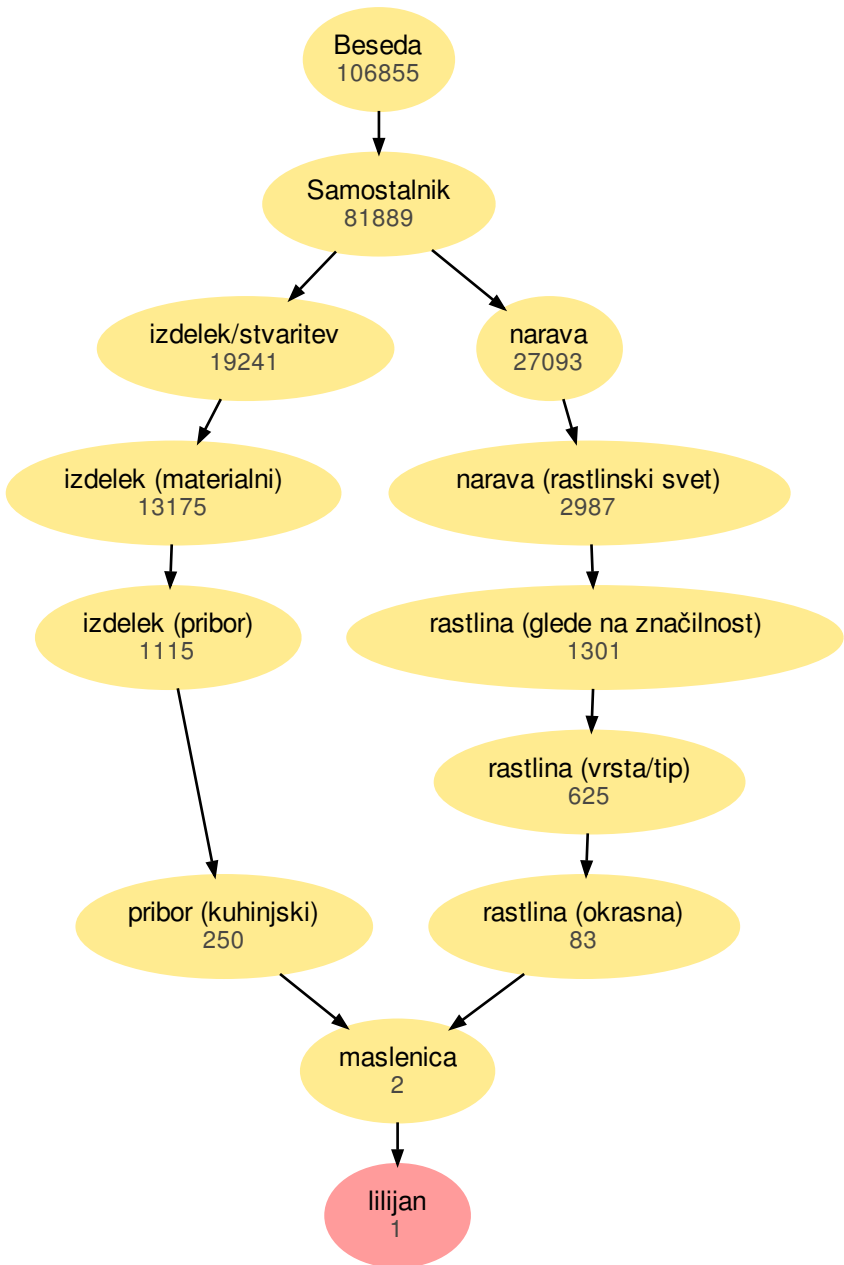 Beseda
106855
Samostalnik
81889
izdelek/stvaritev
19241
narava
27093
izdelek (materialni)
13175
narava (rastlinski svet)
2987
izdelek (pribor)
1115
rastlina (glede na značilnost)
1301
rastlina (vrsta/tip)
625
pribor (kuhinjski)
250
rastlina (okrasna)
83
maslenica
2
lilijan
1